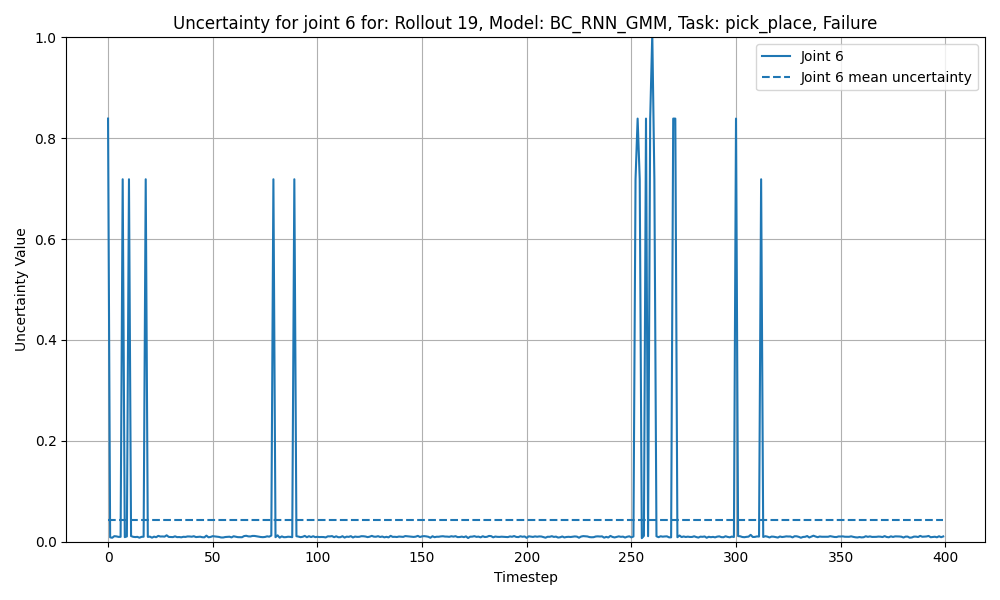 Uncertainty for joint 6 for: Rollout 19, Model: BC_RNN_GMM, Task: pick_place, Failure
1.0
0.8
0.6
0.4
0.2
0.0
Uncertainty Value
Joint 6
Joint 6 mean uncertainty
0 50 100 150 200 250 300 350 400
Timestep